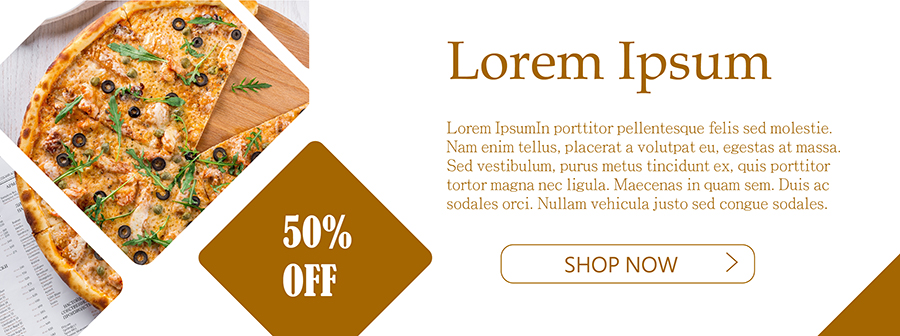 Lorem Ipsum
Lorem IpsumIn porttitor pellentesque felis sed molestie.
Nam enim tellus, placerat a volutpat eu, egestas at massa.
Sed vestibulum, purus metus tincidunt ex, quis porttitor
tortor magna nec ligula. Maecenas in quam sem. Duis ac
sodales orci. Nullam vehicula justo sed congue sodales.
50%
OFF
SHOP NOW